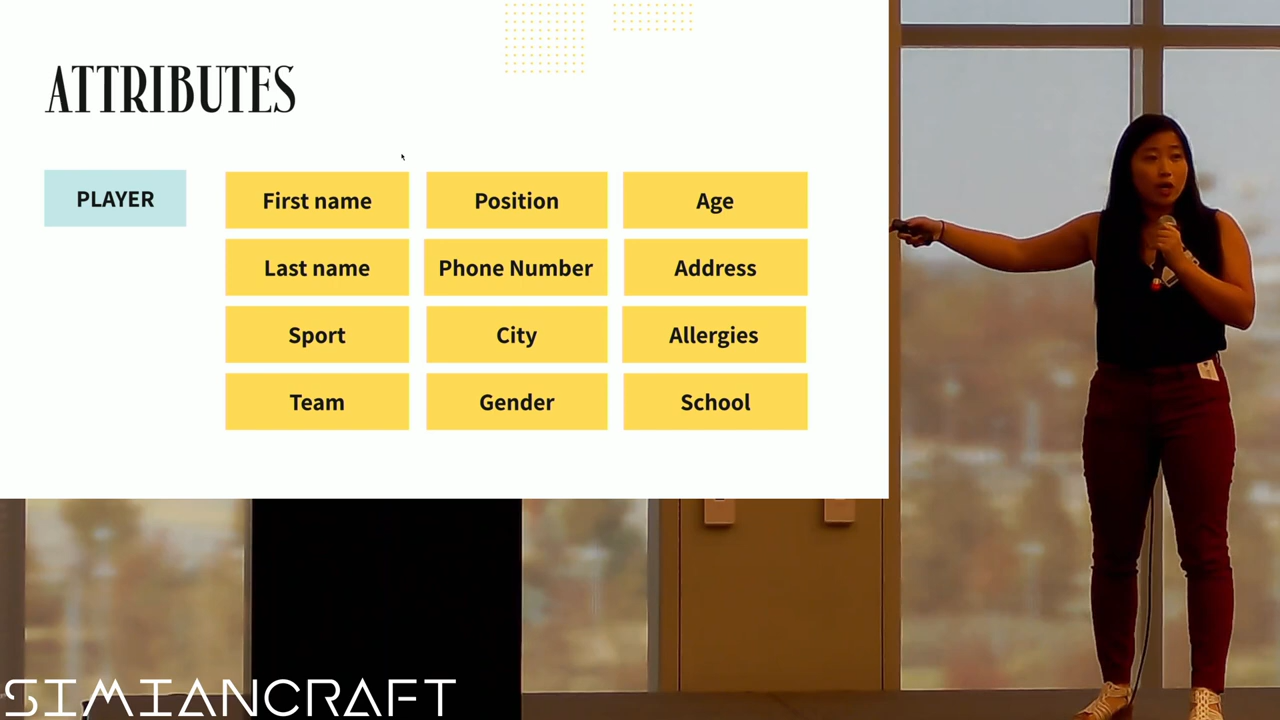 ATTRIBUTES
PLAYER
First name Position Age
Last name Phone Number Address
Sport City Allergies
Team Gender School
SIMIANCRAFT